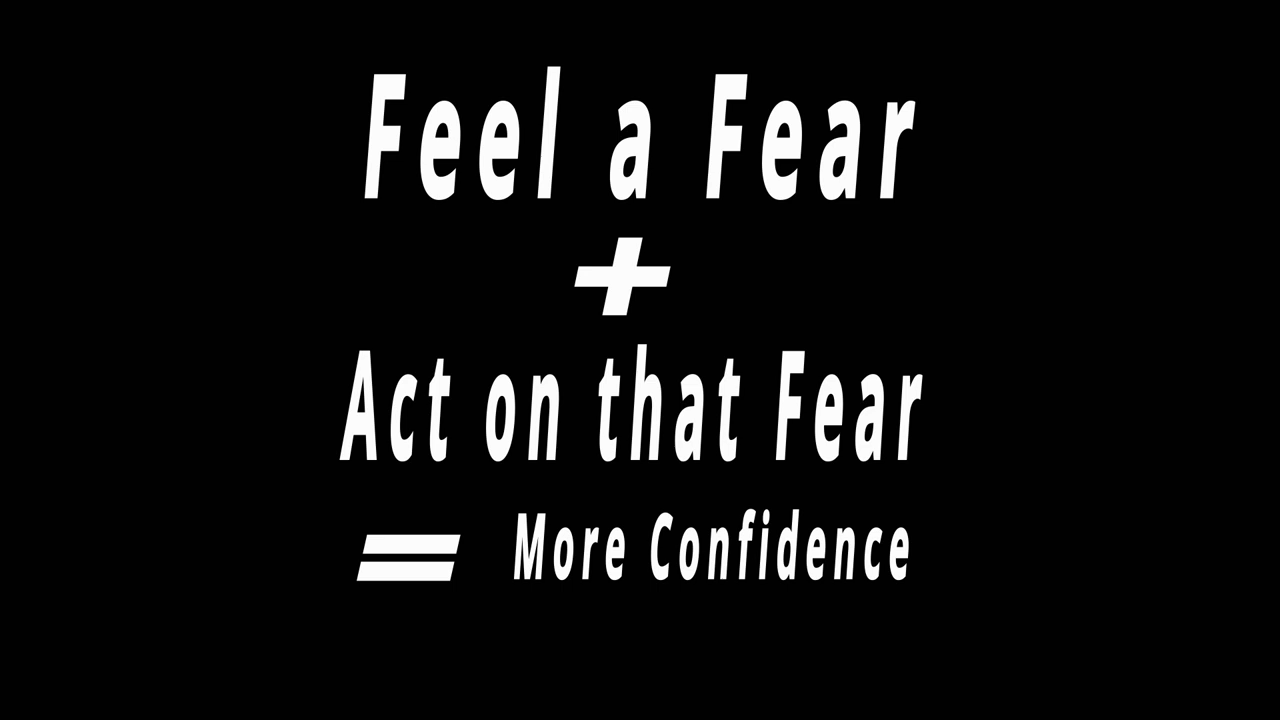 Feel a Fear
+
Act on that Fear
= More Confidence